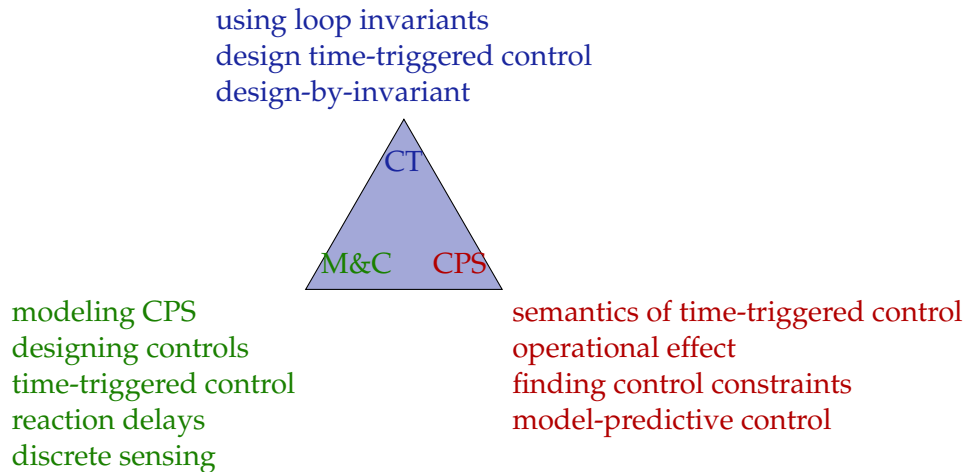 using loop invariants
design time-triggered control
design-by-invariant
CT
M&C
CPS
modeling CPS
designing controls
time-triggered control
reaction delays
discrete sensing
semantics of time-triggered control
operational effect
finding control constraints
model-predictive control